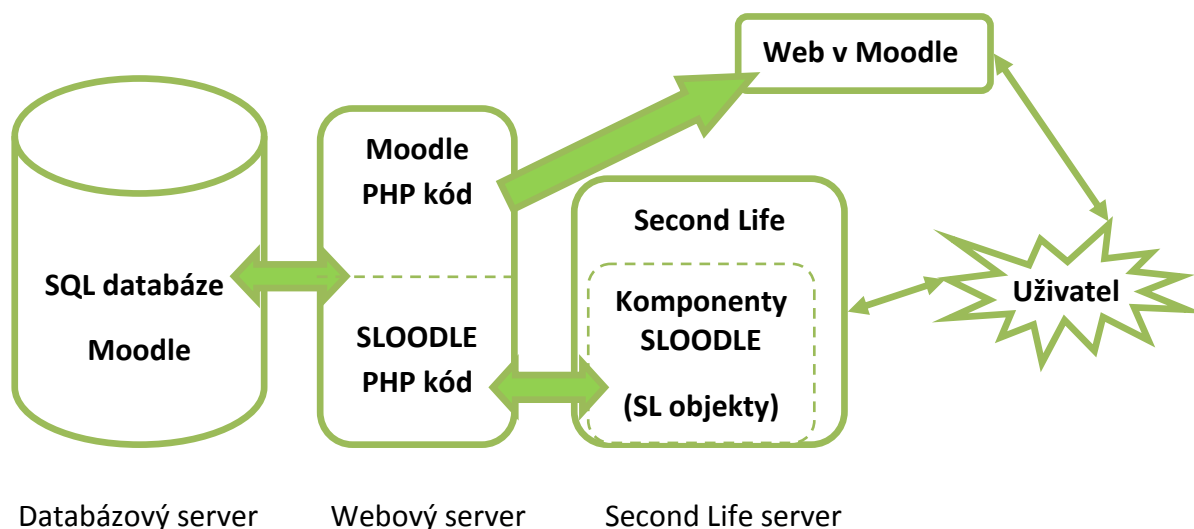 Web v Moodle
Moodle
PHP kód
Second Life
SQL databáze
Moodle
Komponenty
SLOODLE
(SL objekty)
Uživatel
SLOODLE
PHP kód
Databázový server
Webový server
Second Life server